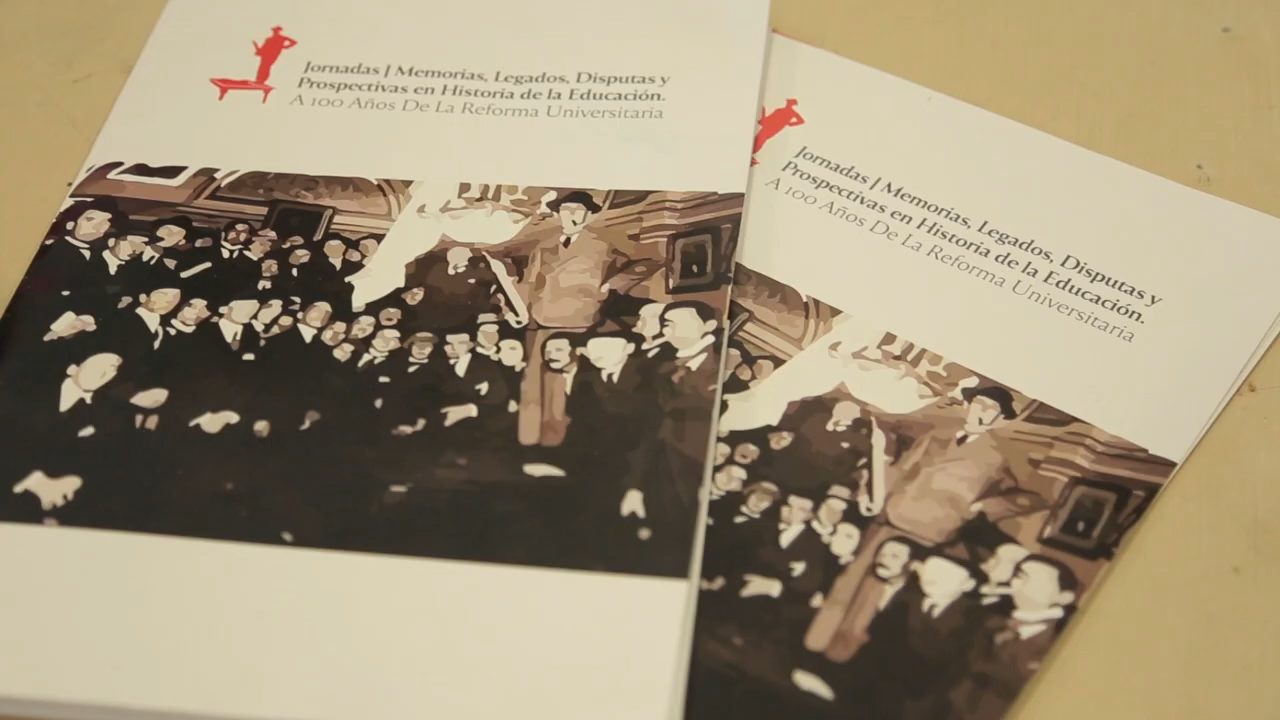 Jornadas | Memorias, Legados, Disputas y
Prospectivas en Historia de la Educación.
A 100 Años De La Reforma Universitaria
Jornadas | Memorias, Legados, Disputas y
Prospectivas en Historia de la Educación.
A 100 Años De La Reforma Universitaria